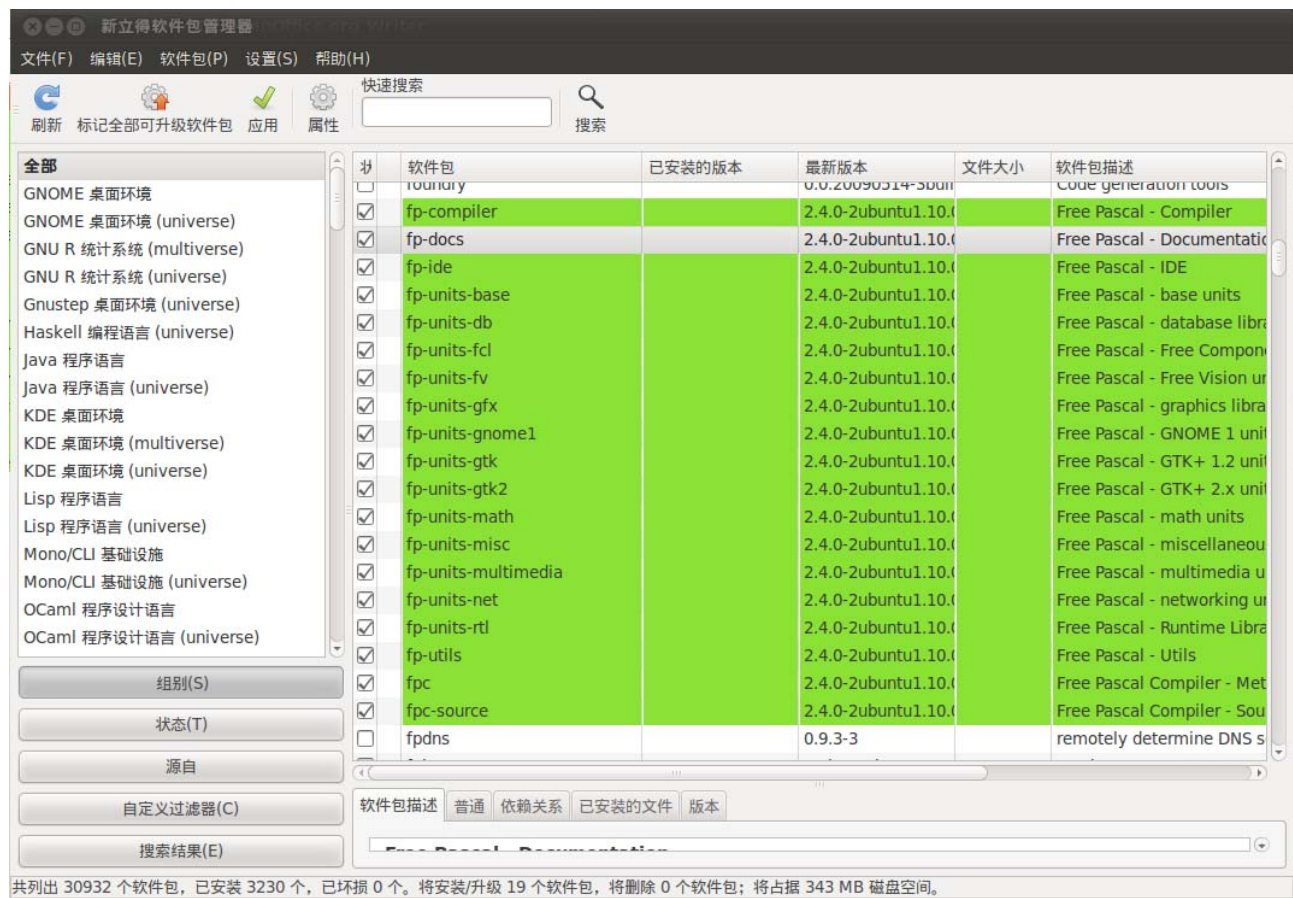 新立得软件包管理器
文件(F) 编辑(E) 软件包(P) 设置(S) 帮助(H)
刷新 标记全部可升级软件包 应用 属性 快速搜索 搜索
全部
GNOME 桌面环境
GNOME 桌面环境 (universe)
GNU R 统计系统 (multiverse)
GNU R 统计系统 (universe)
Gnustep 桌面环境 (universe)
Haskell 编程语言 (universe)
Java 程序语言
Java 程序语言 (universe)
KDE 桌面环境
KDE 桌面环境 (multiverse)
KDE 桌面环境 (universe)
Lisp 程序语言
Lisp 程序语言 (universe)
Mono/CLI 基础设施
Mono/CLI 基础设施 (universe)
OCaml 程序设计语言
OCaml 程序设计语言 (universe)
组别(S)
状态(T)
源自
自定义过滤器(C)
搜索结果(E)
软件包 已安装的版本 最新版本 文件大小 软件包描述
foundry Code generation tools
fp-compiler 2.4.0-2ubuntu1.10. Free Pascal - Compiler
fp-docs 2.4.0-2ubuntu1.10. Free Pascal - Documentatic
fp-ide 2.4.0-2ubuntu1.10. Free Pascal - IDE
fp-units-base 2.4.0-2ubuntu1.10. Free Pascal - base units
fp-units-db 2.4.0-2ubuntu1.10. Free Pascal - database libra
fp-units-fcl 2.4.0-2ubuntu1.10. Free Pascal - Free Compon
fp-units-fv 2.4.0-2ubuntu1.10. Free Pascal - Free Vision un
fp-units-gfx 2.4.0-2ubuntu1.10. Free Pascal - graphics libra
fp-units-gnome1 2.4.0-2ubuntu1.10. Free Pascal - GNOME 1 unit
fp-units-gtk 2.4.0-2ubuntu1.10. Free Pascal - GTK+ 1.2 unit
fp-units-gtk2 2.4.0-2ubuntu1.10. Free Pascal - GTK+ 2.x unit
fp-units-math 2.4.0-2ubuntu1.10. Free Pascal - math units
fp-units-misc 2.4.0-2ubuntu1.10. Free Pascal - miscellaneou
fp-units-multimedia 2.4.0-2ubuntu1.10. Free Pascal - multimedia u
fp-units-net 2.4.0-2ubuntu1.10. Free Pascal - networking un
fp-units-rtl 2.4.0-2ubuntu1.10. Free Pascal - Runtime Libra
fp-utils 2.4.0-2ubuntu1.10. Free Pascal - Utils
fpc 2.4.0-2ubuntu1.10. Free Pascal Compiler - Met
fpc-source 2.4.0-2ubuntu1.10. Free Pascal Compiler - Sou
fpdns 0.9.3-3 remotely determine DNS s
软件包描述 普通 依赖关系 已安装的文件 版本
Free Pascal - Documentation
共列出 30932 个软件包，已安装 3230 个，已坏损 0 个。将安装/升级 19 个软件包，将删除 0 个软件包；将占据 343 MB 磁盘空间。